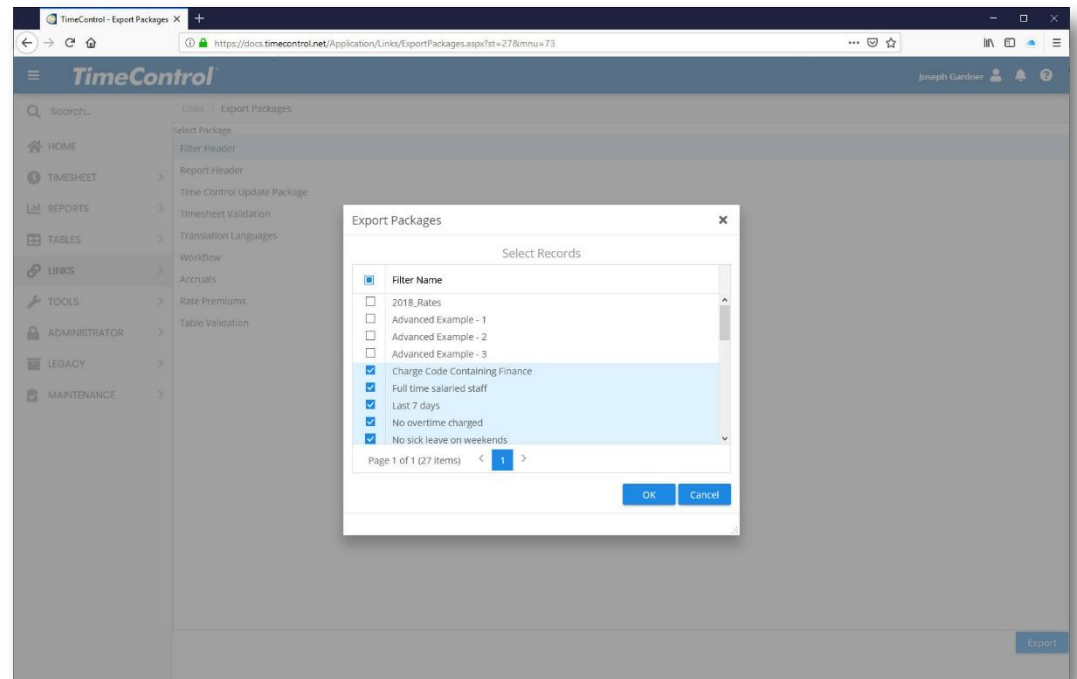 TimeControl - Export Packages
https://docs.timecontrol.net/Application/Links/ExportPackages.aspx?st=27&mnu=73
TimeControl
Joseph Gardner
Search...
Links > Export Packages
Select Package
HOME
TIMESHEET
REPORTS
TABLES
LINKS
TOOLS
ADMINISTRATOR
LEGACY
MAINTENANCE
Filter Header
Report Header
Time Control Update Package
Timesheet Validation
Translation Languages
Workflow
Accruals
Rate Premiums
Table Validation
Export Packages
Select Records
Filter Name
2018_Rates
Advanced Example - 1
Advanced Example - 2
Advanced Example - 3
Charge Code Containing Finance
Full time salaried staff
Last 7 days
No overtime charged
No sick leave on weekends
Page 1 of 1 (27 items) < 1 >
OK Cancel
Export